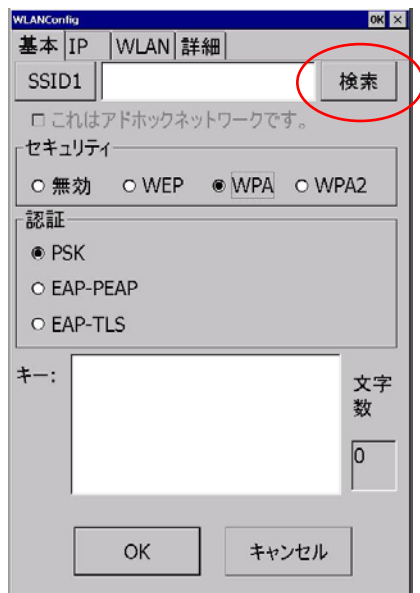 WLANConfig OK ×
基本 IP WLAN 詳細
SSID1 検索
これはアドホックネットワークです。
セキュリティ
無効 WEP WPA WPA2
認証
PSK
EAP-PEAP
EAP-TLS
キー: 文字
数
0
OK キャンセル